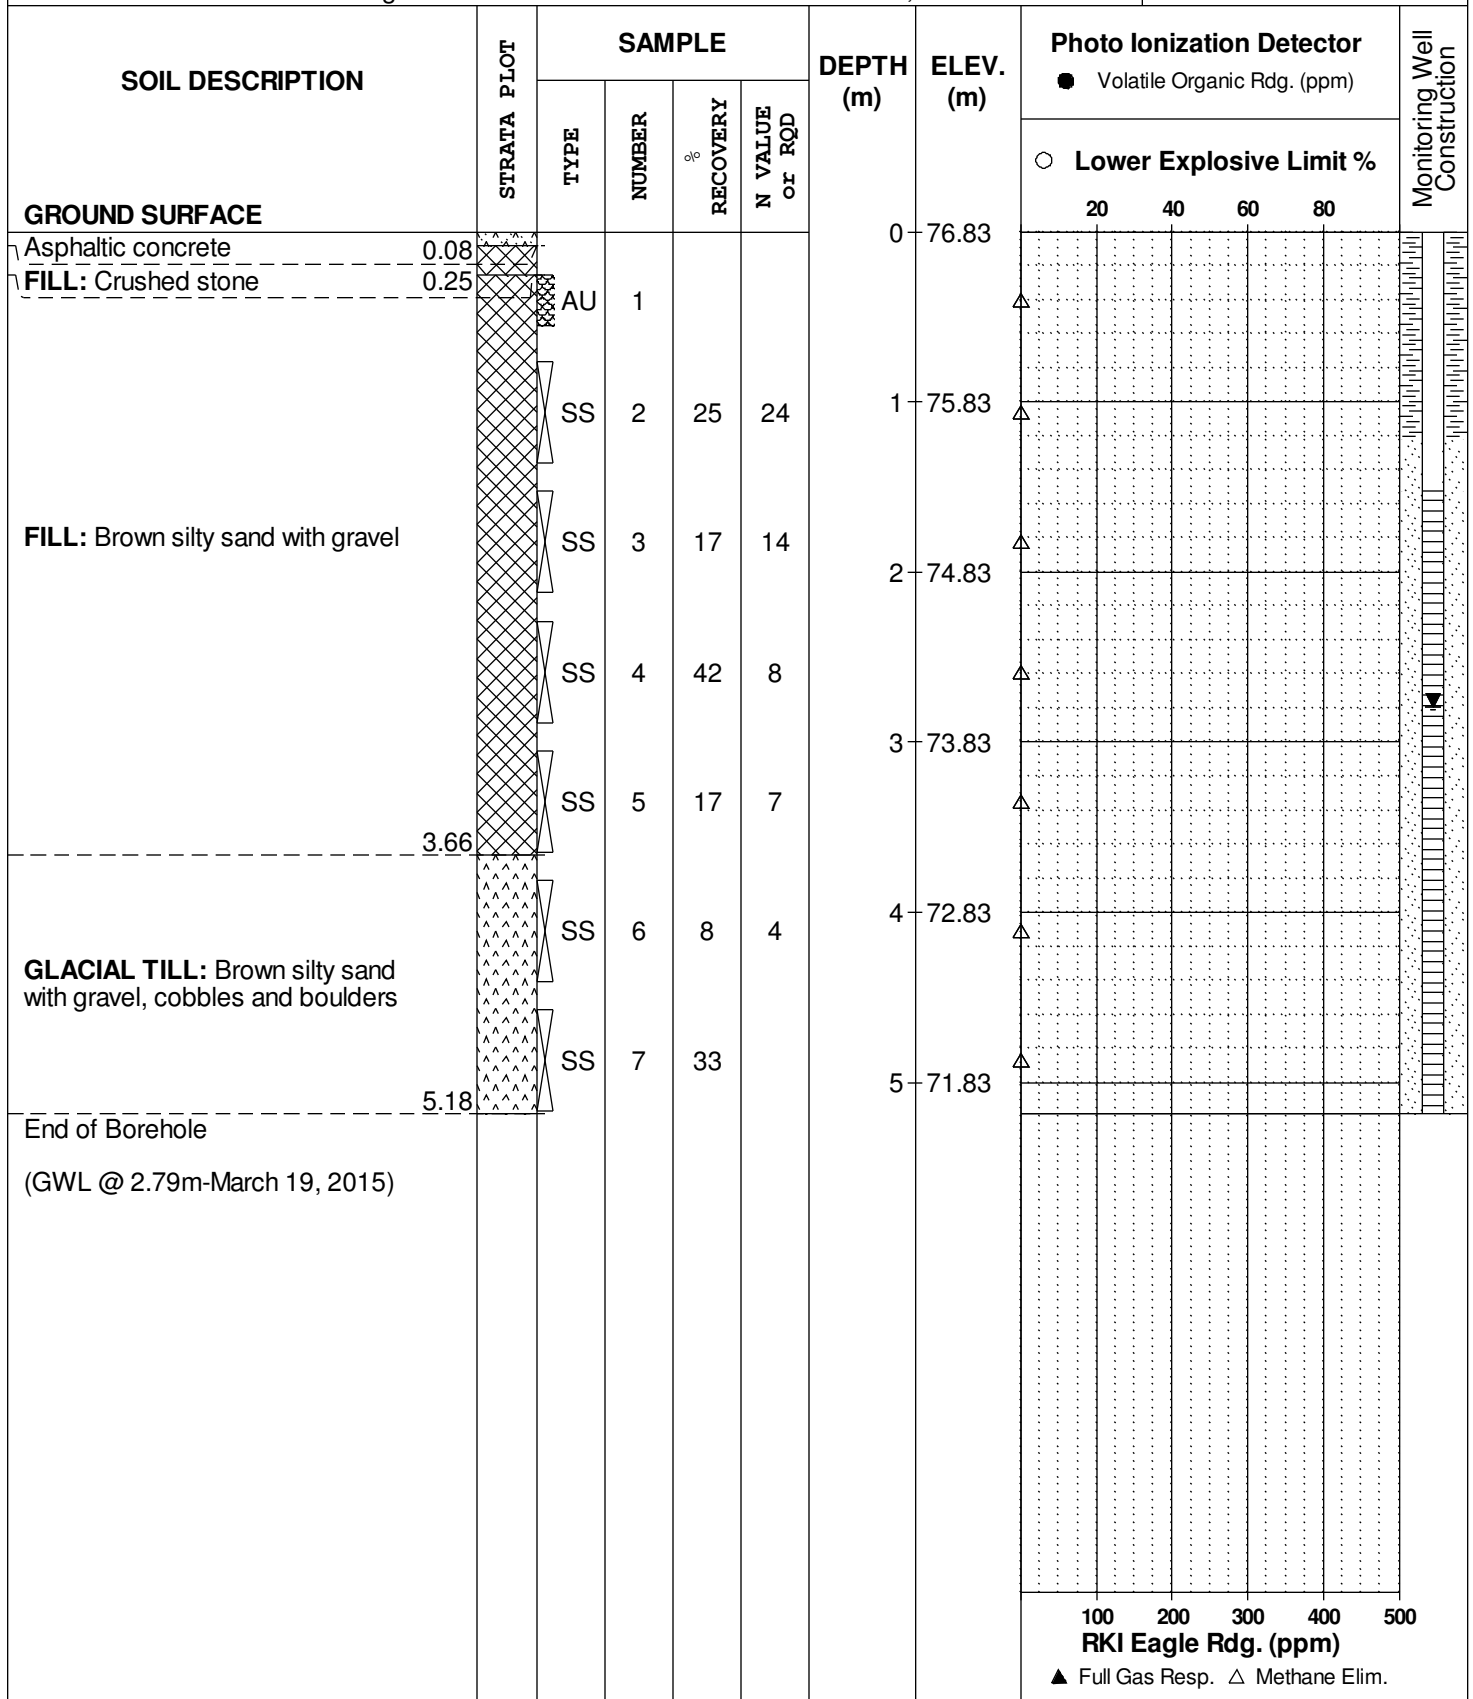 SOIL DESCRIPTION
GROUND SURFACE
STRATA PLOT
SAMPLE
TYPE
NUMBER
%
RECOVERY
N VALUE
or RQD
DEPTH
(m)
ELEV.
(m)
Photo Ionization Detector
● Volatile Organic Rdg. (ppm)
○ Lower Explosive Limit %
20 40 60 80
Monitoring Well
Construction
0 76.83
Asphaltic concrete 0.08
FILL: Crushed stone 0.25
AU 1
1 75.83
SS 2 25 24
FILL: Brown silty sand with gravel
SS 3 17 14
2 74.83
SS 4 42 8
3 73.83
SS 5 17 7
3.66
4 72.83
SS 6 8 4
GLACIAL TILL: Brown silty sand
with gravel, cobbles and boulders
SS 7 33
5 71.83
5.18
End of Borehole
(GWL @ 2.79m-March 19, 2015)
100 200 300 400 500
RKI Eagle Rdg. (ppm)
▲ Full Gas Resp. △ Methane Elim.